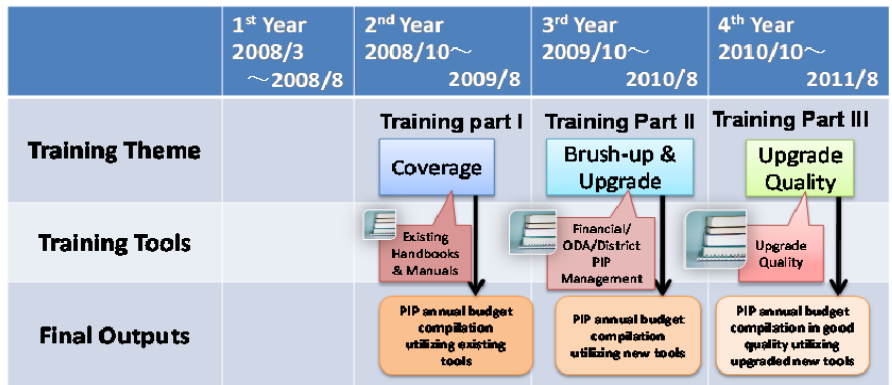 1st Year
2008/3
～2008/8
2nd Year
2008/10～
2009/8
3rd Year
2009/10～
2010/8
4th Year
2010/10～
2011/8
Training Theme
Training part I
Coverage
Training Part II
Brush-up &
Upgrade
Training Part III
Upgrade
Quality
Training Tools
Existing
Handbooks
& Manuals
Financial/
ODA/District
PIP
Management
Upgrade
Quality
Final Outputs
PIP annual budget
compilation
utilizing existing
tools
PIP annual budget
compilation
utilizing new tools
PIP annual budget
compilation in good
quality utilizing
upgraded new tools